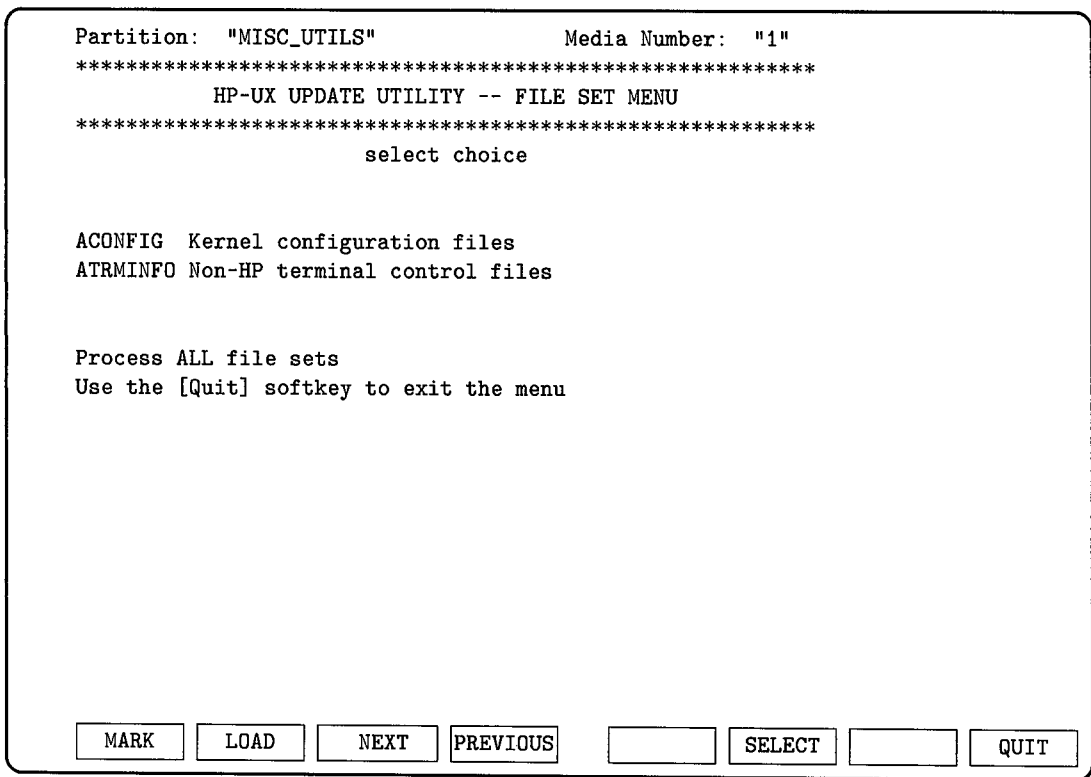 Partition: "MISC_UTILS" Media Number: "1"
***********************************************************
HP-UX UPDATE UTILITY -- FILE SET MENU
***********************************************************
select choice
ACONFIG Kernel configuration files
ATRMINFO Non-HP terminal control files
Process ALL file sets
Use the [Quit] softkey to exit the menu
MARK LOAD NEXT PREVIOUS SELECT QUIT